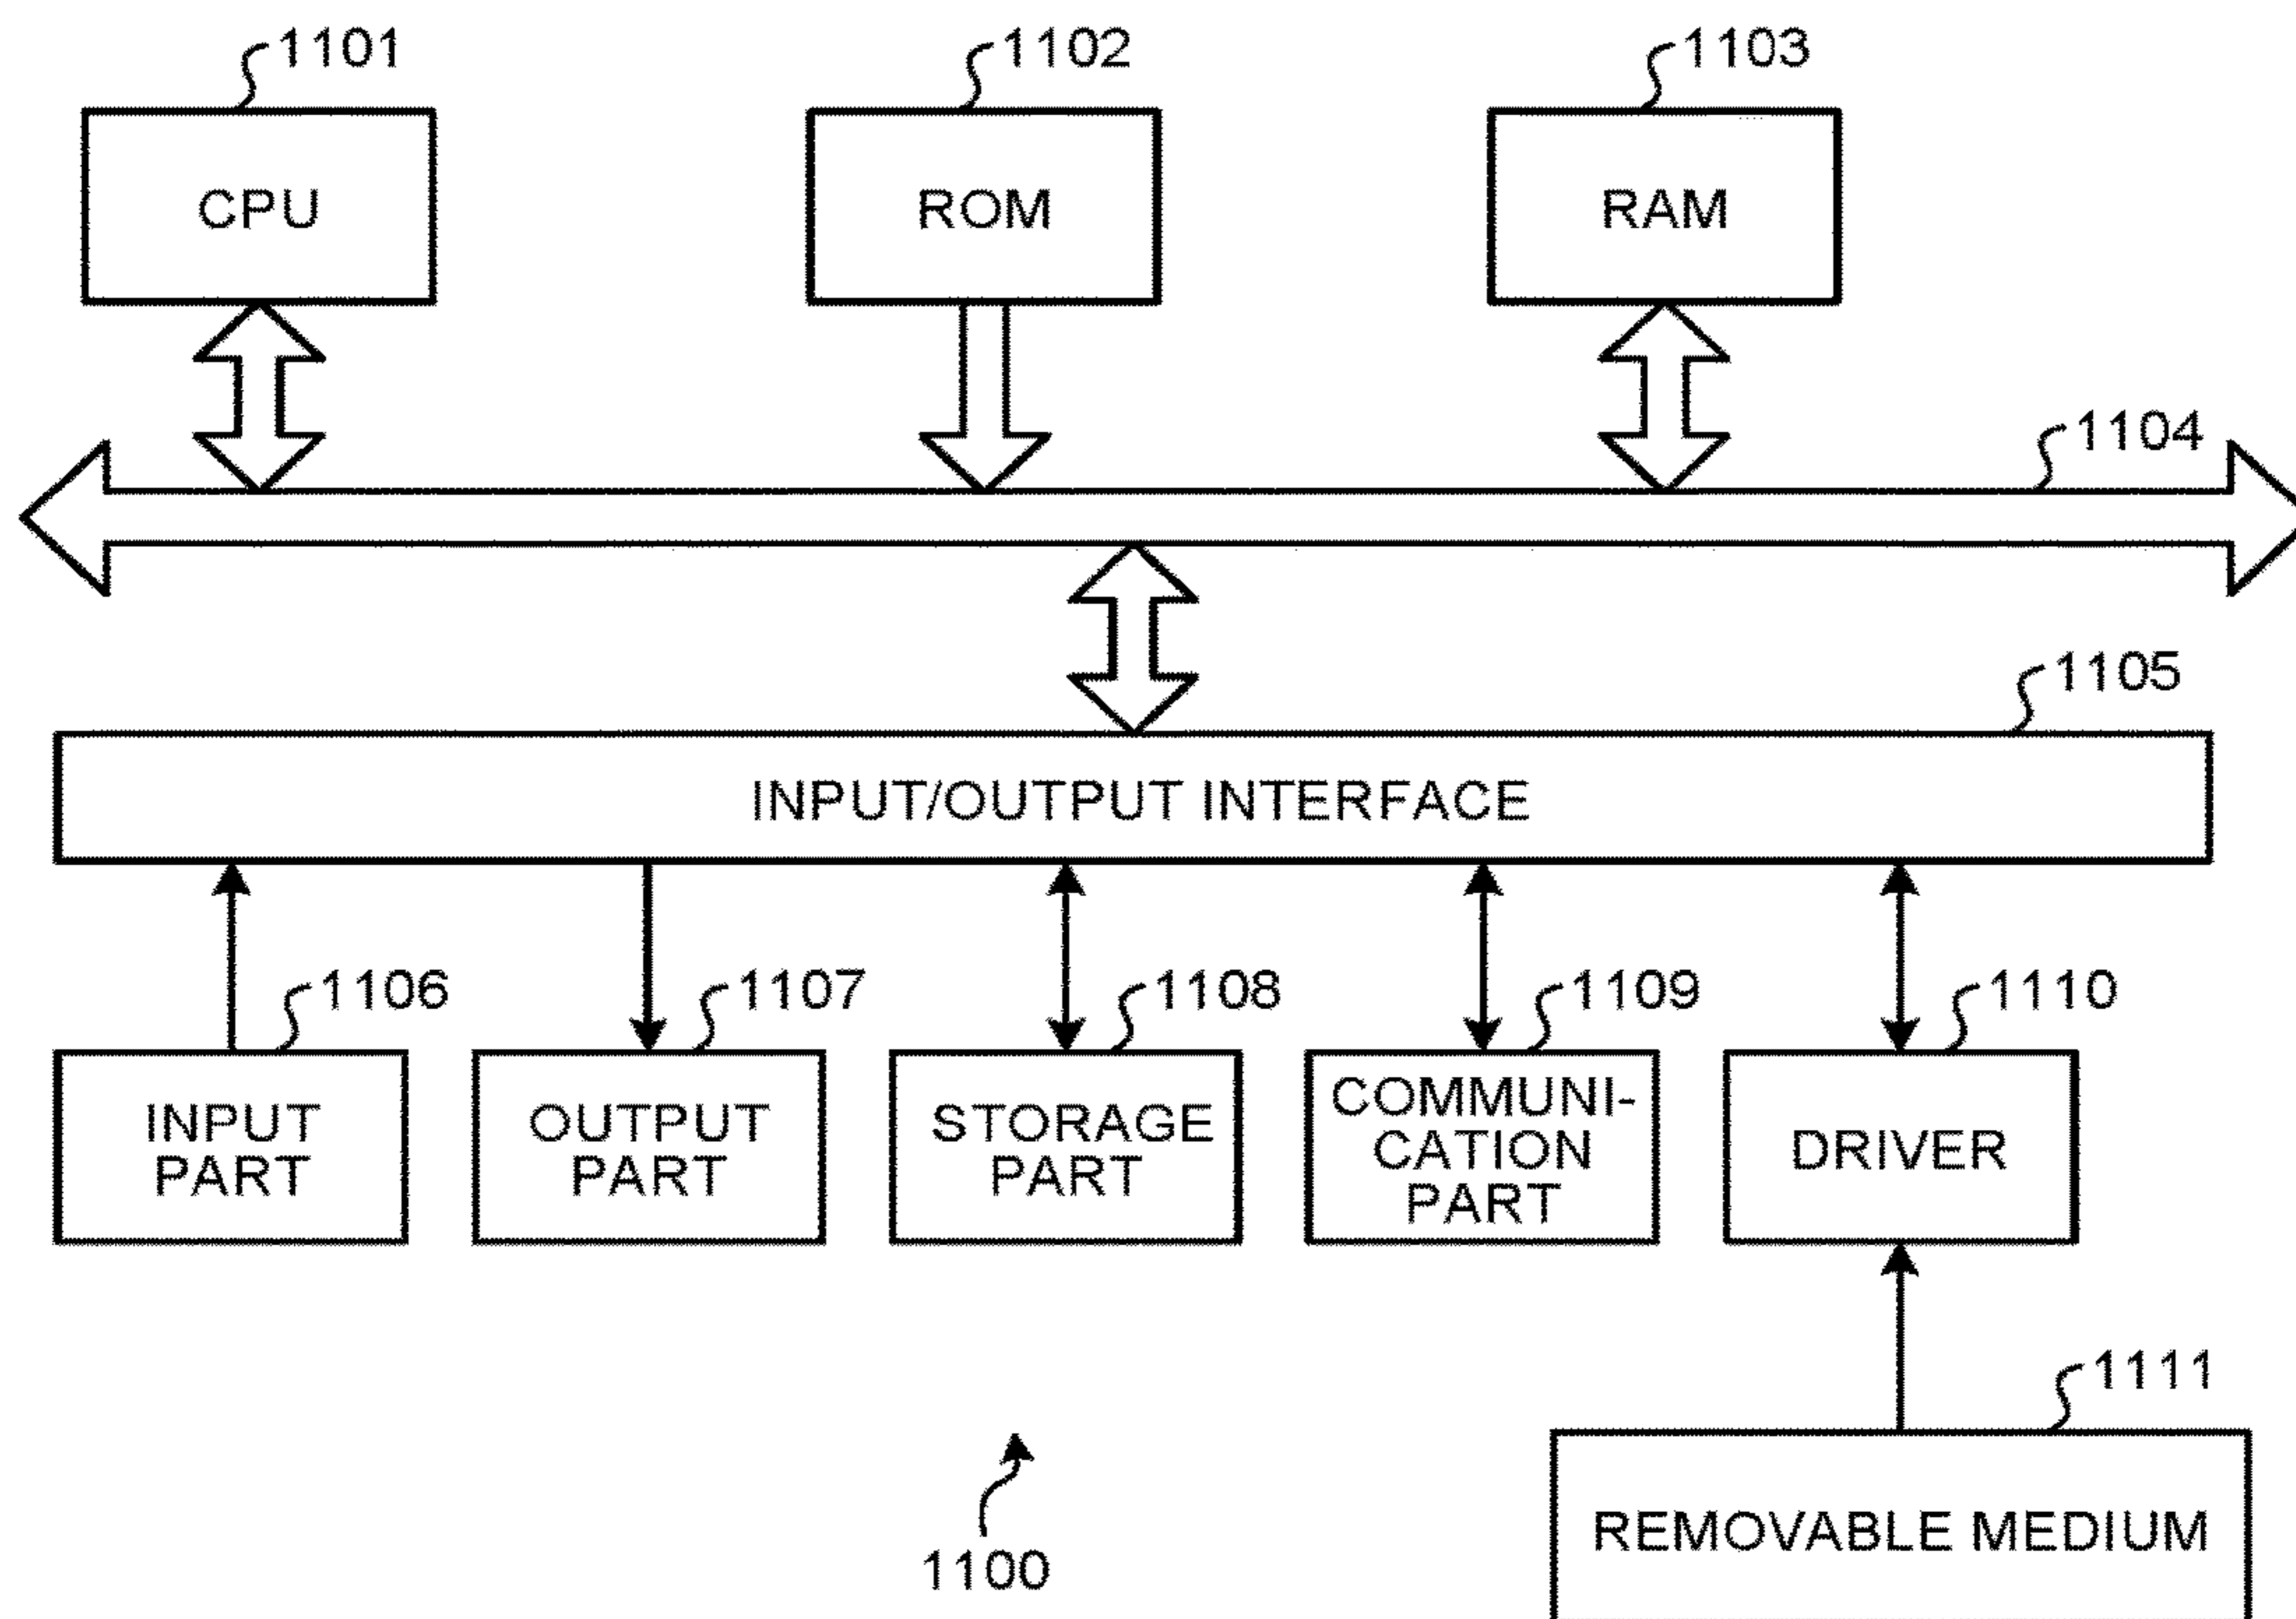 1101
1102
1103
CPU
ROM
RAM
1104
1105
INPUT/OUTPUT INTERFACE
1106
1107
1108
1109
1110
INPUT
PART
OUTPUT
PART
STORAGE
PART
COMMUNI-
CATION
PART
DRIVER
1111
REMOVABLE MEDIUM
1100